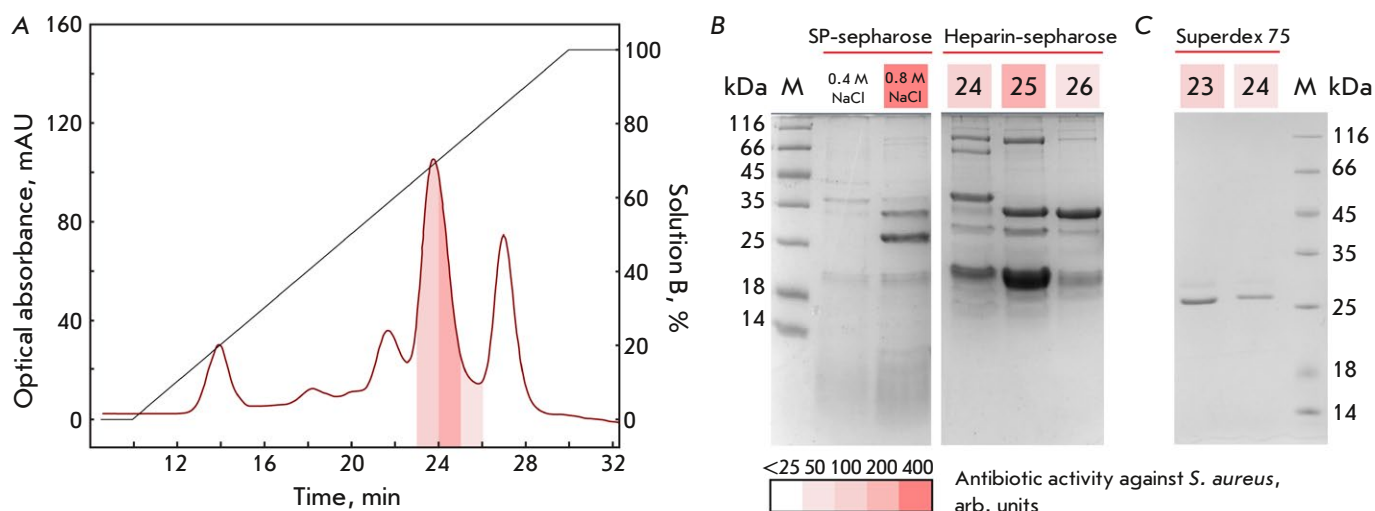 A
160
120
80
40
0
Optical absorbance, mAU
100
80
60
40
20
0
Solution B, %
12 16 20 24 28 32
Time, min
B
SP-sepharose Heparin-sepharose
kDa M 0.4 M NaCl 0.8 M NaCl 24 25 26
116
66
45
35
25
18
14
<25 50 100 200 400
Antibiotic activity against S. aureus,
arb. units
C
Superdex 75
23 24 M kDa
116
66
45
35
25
18
14